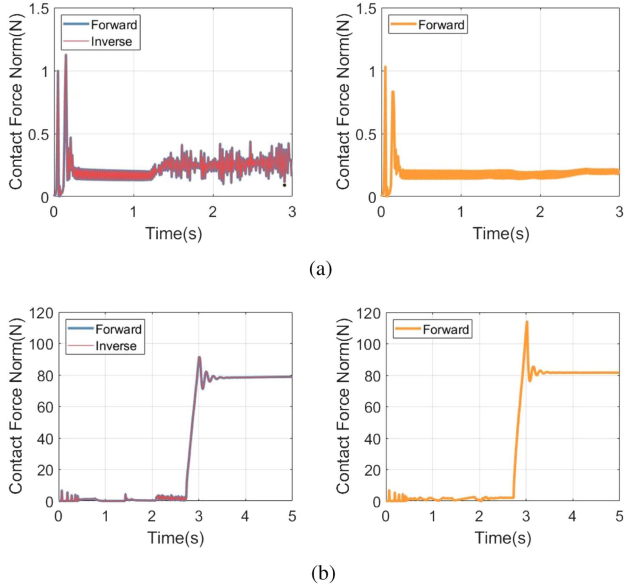 Contact Force Norm(N)
1.5
1
0.5
0
Forward
Inverse
0 1 2 3
Time(s)
Contact Force Norm(N)
1.5
1
0.5
0
Forward
0 1 2 3
Time(s)
(a)
Contact Force Norm(N)
120
100
80
60
40
20
0
Forward
Inverse
0 1 2 3 4 5
Time(s)
Contact Force Norm(N)
120
100
80
60
40
20
0
Forward
0 1 2 3 4 5
Time(s)
(b)